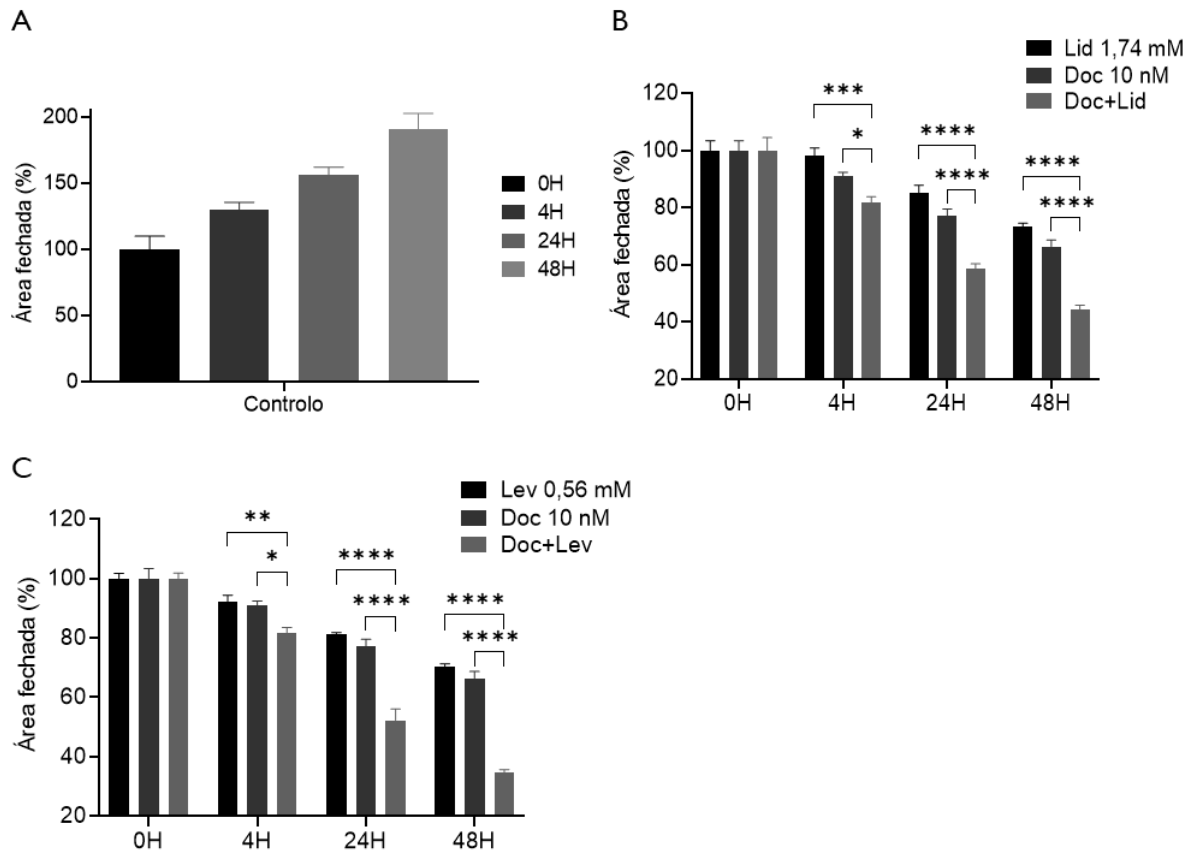 A
Área fechada (%)
200
150
100
50
0
Controlo
0H
4H
24H
48H
B
Lid 1,74 mM
Doc 10 nM
Doc+Lid
Área fechada (%)
120
100
80
60
40
20
***
*
****
****
****
****
0H
4H
24H
48H
C
Lev 0,56 mM
Doc 10 nM
Doc+Lev
Área fechada (%)
120
100
80
60
40
20
**
*
****
****
****
****
0H
4H
24H
48H